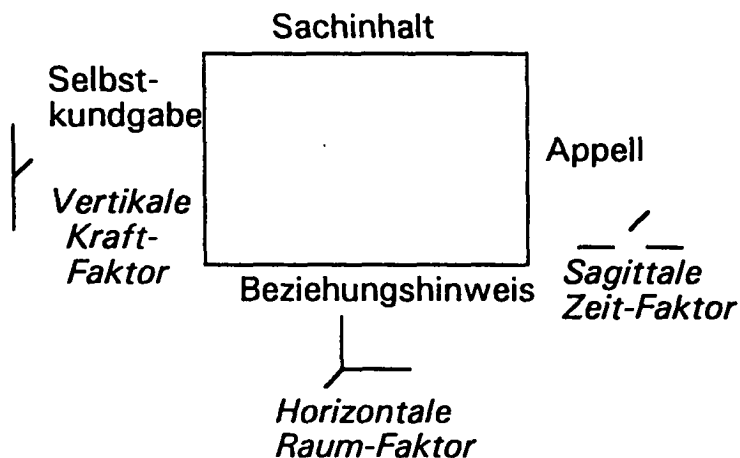 Sachinhalt
Selbst-
kundgabe
Appell
Vertikale
Kraft-
Faktor
Beziehungshinweis
Sagittale
Zeit-Faktor
Horizontale
Raum-Faktor